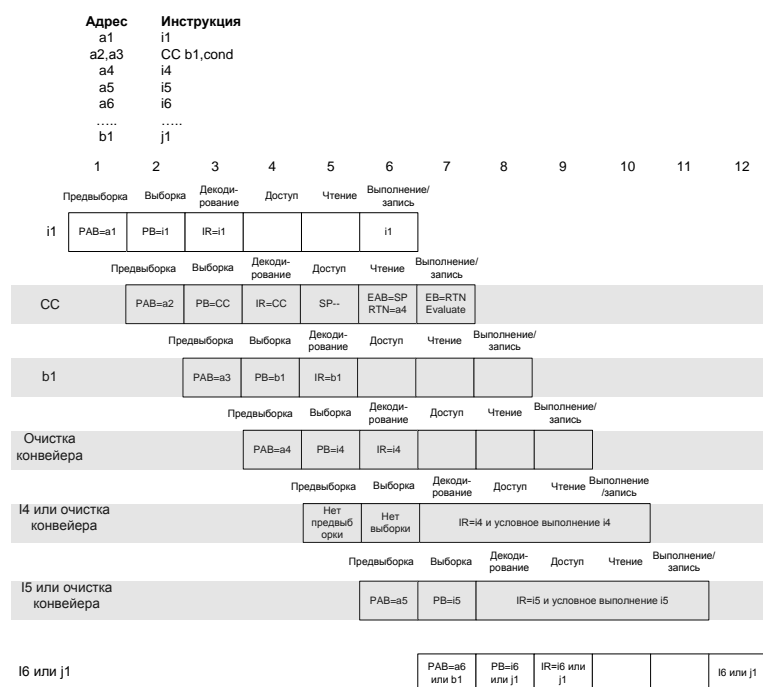 Адрес Инструкция
a1 i1
a2,a3 CC b1,cond
a4 i4
a5 i5
a6 i6
….. …..
b1 j1
1 2 3 4 5 6 7 8 9 10 11 12
Предвыборка Выборка Декоди-рование Доступ Чтение Выполнение/запись
i1 PAB=a1 PB=i1 IR=i1 i1
Предвыборка Выборка Декоди-рование Доступ Чтение Выполнение/запись
CC PAB=a2 PB=CC IR=CC SP-- EAB=SP RTN=a4 EB=RTN Evaluate
Предвыборка Выборка Декоди-рование Доступ Чтение Выполнение/запись
b1 PAB=a3 PB=b1 IR=b1
Предвыборка Выборка Декоди-рование Доступ Чтение Выполнение/запись
Очистка конвейера PAB=a4 PB=i4 IR=i4
Предвыборка Выборка Декоди-рование Доступ Чтение Выполнение/запись
I4 или очистка конвейера Нет предвыборки Нет выборки IR=i4 и условное выполнение i4
Предвыборка Выборка Декоди-рование Доступ Чтение Выполнение/запись
I5 или очистка конвейера PAB=a5 PB=i5 IR=i5 и условное выполнение i5
I6 или j1 PAB=a6 или b1 PB=i6 или j1 IR=i6 или j1 I6 или j1